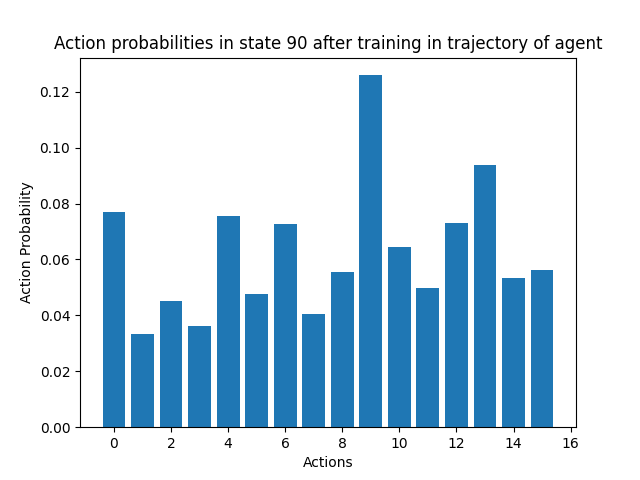 Action probabilities in state 90 after training in trajectory of agent
0.12
0.10
0.08
0.06
0.04
0.02
0.00
Action Probability
0 2 4 6 8 10 12 14 16
Actions